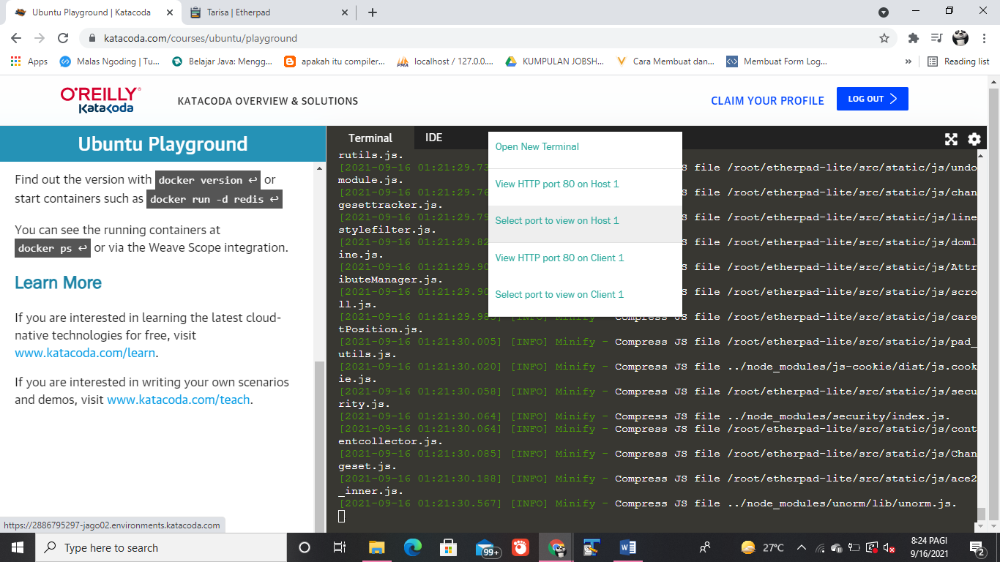 Ubuntu Playground | Katacoda
Tarisa | Etherpad
katacoda.com/courses/ubuntu/playground
Apps
Malas Ngoding | Tu...
Belajar Java: Mengg...
apakah itu compiler...
localhost / 127.0.0....
KUMPULAN JOBSH...
Cara Membuat dan...
Membuat Form Log...
»
Reading list
O'REILLY®
Katacoda
KATACODA OVERVIEW & SOLUTIONS
CLAIM YOUR PROFILE
LOG OUT
Ubuntu Playground
Find out the version with docker version ↩ or
start containers such as docker run -d redis ↩
You can see the running containers at
docker ps ↩ or via the Weave Scope integration.
Learn More
If you are interested in learning the latest cloud-
native technologies for free, visit
www.katacoda.com/learn.
If you are interested in writing your own scenarios
and demos, visit www.katacoda.com/teach.
https://2886795297-jago02.environments.katacoda.com
Terminal
IDE
Open New Terminal
View HTTP port 80 on Host 1
Select port to view on Host 1
View HTTP port 80 on Client 1
Select port to view on Client 1
rutils.js.
[2021-09-16 01:21:29.73 S file /root/etherpad-lite/src/static/js/undo
module.js.
[2021-09-16 01:21:29.76 S file /root/etherpad-lite/src/static/js/chan
gesettracker.js.
[2021-09-16 01:21:29.79 S file /root/etherpad-lite/src/static/js/line
stylefilter.js.
[2021-09-16 01:21:29.82 S file /root/etherpad-lite/src/static/js/doml
ine.js.
[2021-09-16 01:21:29.90 S file /root/etherpad-lite/src/static/js/Attr
ibuteManager.js.
[2021-09-16 01:21:29.90 S file /root/etherpad-lite/src/static/js/scro
ll.js.
[2021-09-16 01:21:29.985] [INFO] Minify - Compress JS file /root/etherpad-lite/src/static/js/care
tPosition.js.
[2021-09-16 01:21:30.005] [INFO] Minify - Compress JS file /root/etherpad-lite/src/static/js/pad_
utils.js.
[2021-09-16 01:21:30.020] [INFO] Minify - Compress JS file ../node_modules/js-cookie/dist/js.cook
ie.js.
[2021-09-16 01:21:30.058] [INFO] Minify - Compress JS file /root/etherpad-lite/src/static/js/secu
rity.js.
[2021-09-16 01:21:30.064] [INFO] Minify - Compress JS file ../node_modules/security/index.js.
[2021-09-16 01:21:30.064] [INFO] Minify - Compress JS file /root/etherpad-lite/src/static/js/cont
entcollector.js.
[2021-09-16 01:21:30.085] [INFO] Minify - Compress JS file /root/etherpad-lite/src/static/js/Chan
geset.js.
[2021-09-16 01:21:30.188] [INFO] Minify - Compress JS file /root/etherpad-lite/src/static/js/ace2
_inner.js.
[2021-09-16 01:21:30.567] [INFO] Minify - Compress JS file ../node_modules/unorm/lib/unorm.js.
Type here to search
99+
27°C
8:24 PAGI
9/16/2021
2